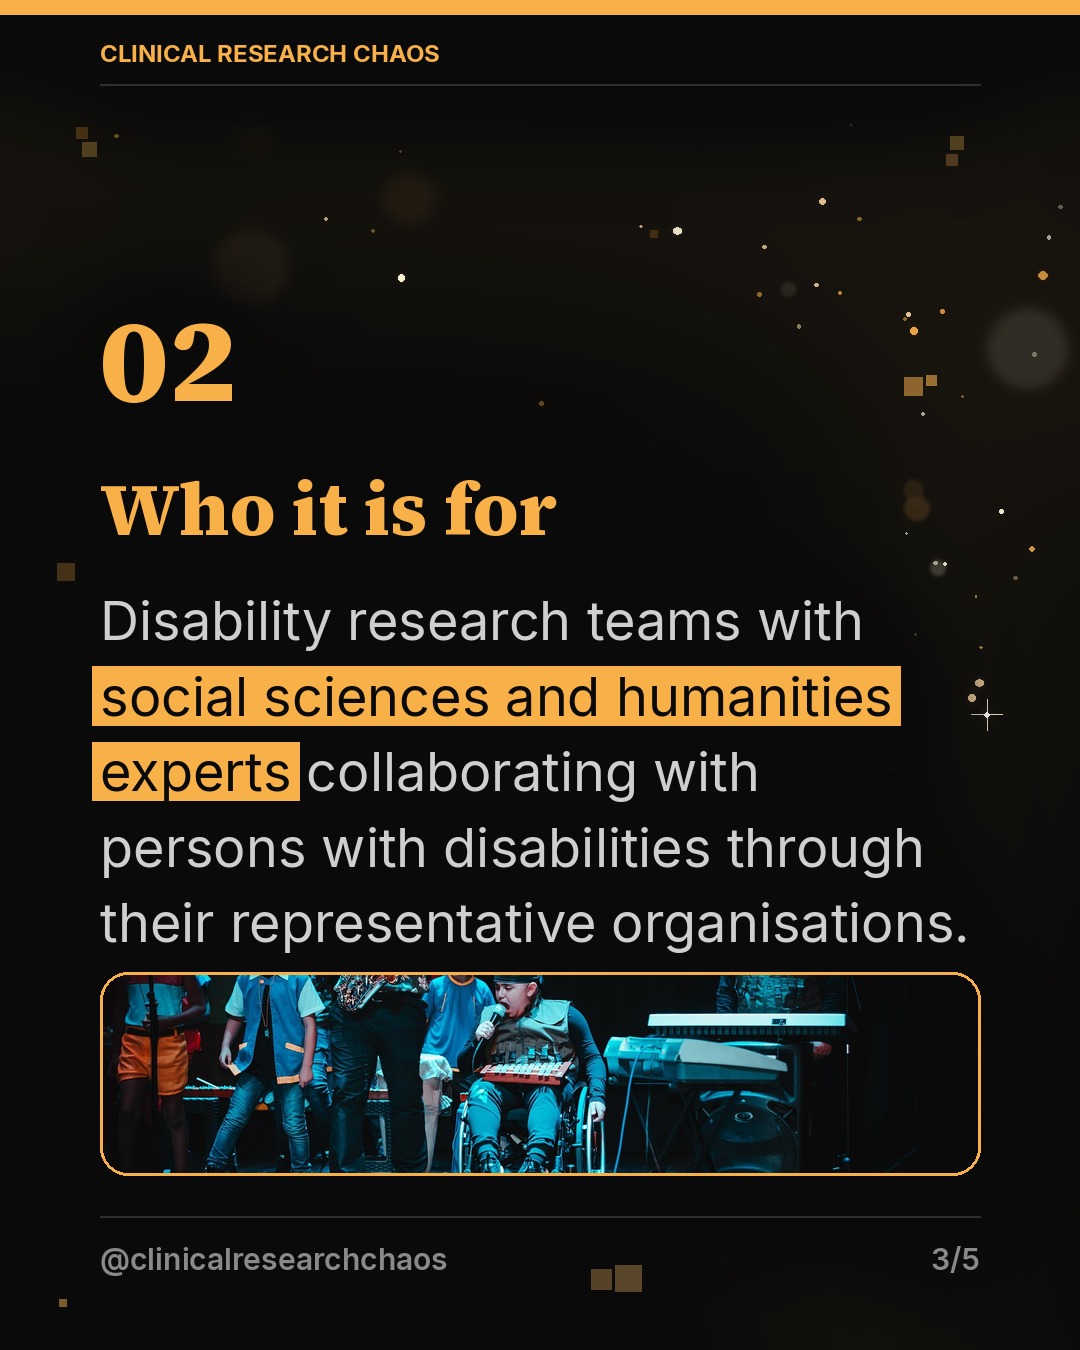 CLINICAL RESEARCH CHAOS
02
Who it is for
Disability research teams with
social sciences and humanities
experts collaborating with
persons with disabilities through
their representative organisations.
@clinicalresearchchaos
3/5